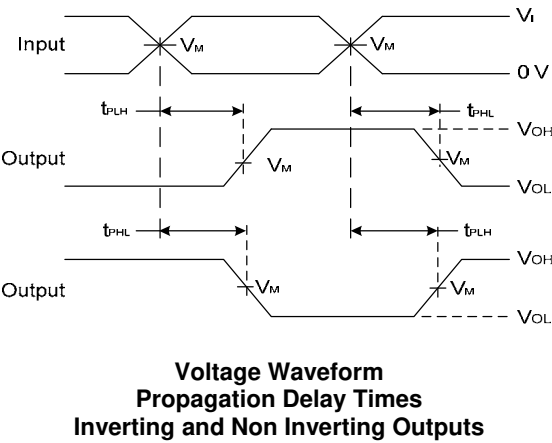 VI
Input
VM
VM
0 V
tPLH
tPHL
VOH
Output
VM
VM
VOL
tPHL
tPLH
VOH
Output
VM
VM
VOL
Voltage Waveform
Propagation Delay Times
Inverting and Non Inverting Outputs